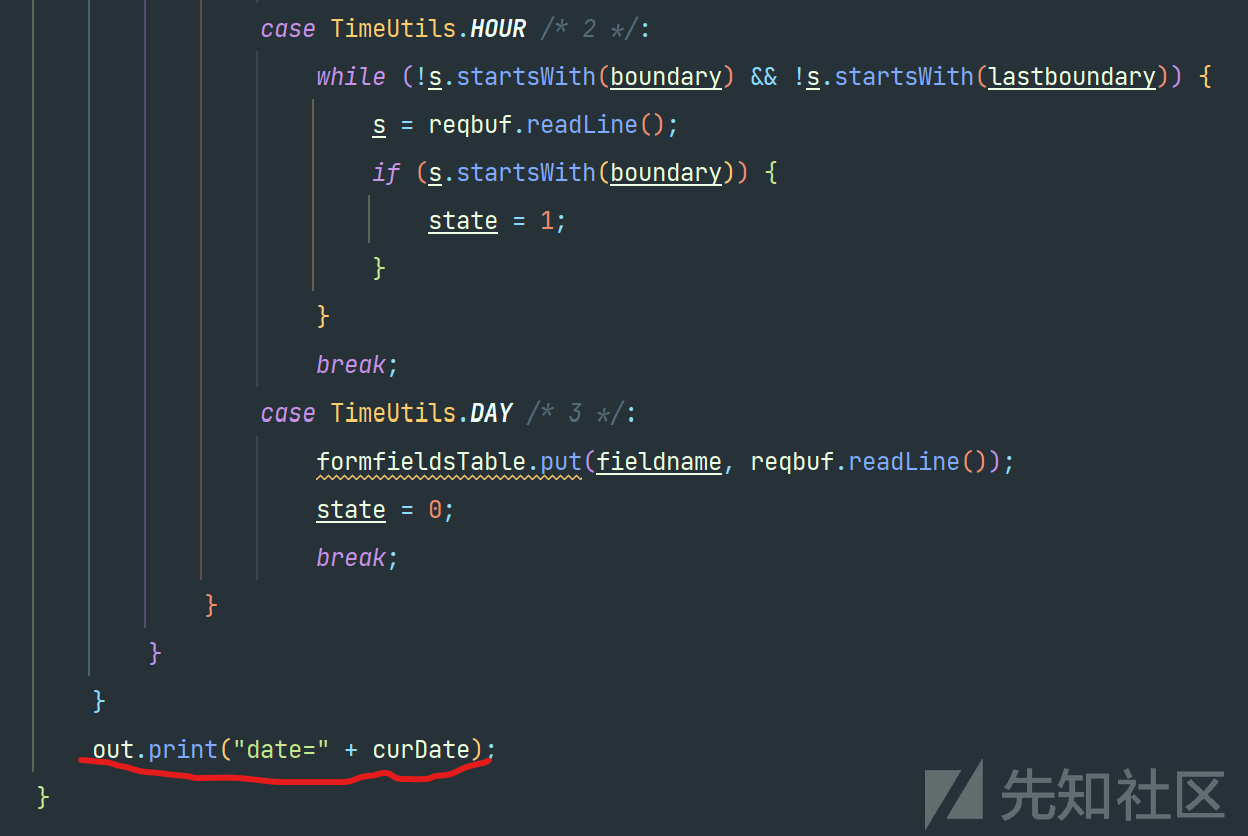 case TimeUtils.HOUR /* 2 */:
while (!s.startsWith(boundary) && !s.startsWith(lastboundary)) {
s = reqbuf.readLine();
if (s.startsWith(boundary)) {
state = 1;
}
}
break;
case TimeUtils.DAY /* 3 */:
formfieldsTable.put(fieldname, reqbuf.readLine());
state = 0;
break;
}
}
}
out.print("date=" + curDate);
}
先知社区